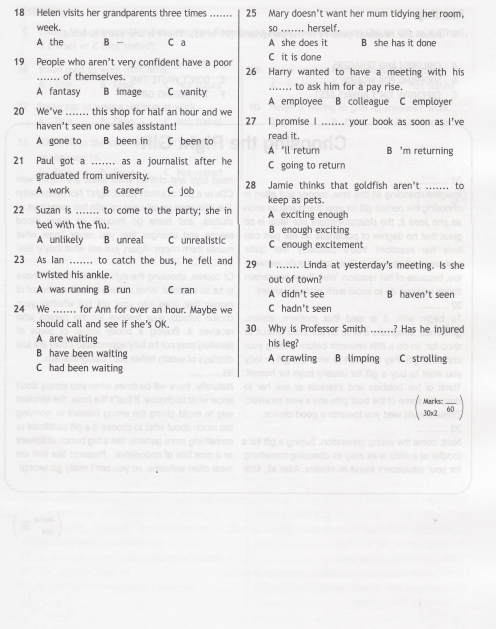 18 Helen visits her grandparents three times .......
week.
A the B – C a
19 People who aren't very confident have a poor
....... of themselves.
A fantasy B image C vanity
20 We've ....... this shop for half an hour and we
haven't seen one sales assistant!
A gone to B been in C been to
21 Paul got a ....... as a journalist after he
graduated from university.
A work B career C job
22 Suzan is ....... to come to the party; she in
bed with the flu.
A unlikely B unreal C unrealistic
23 As Ian ....... to catch the bus, he fell and
twisted his ankle.
A was running B run C ran
24 We ....... for Ann for over an hour. Maybe we
should call and see if she's OK.
A are waiting
B have been waiting
C had been waiting
25 Mary doesn't want her mum tidying her room,
so ....... herself.
A she does it B she has it done
C it is done
26 Harry wanted to have a meeting with his
....... to ask him for a pay rise.
A employee B colleague C employer
27 I promise I ....... your book as soon as I've
read it.
A 'll return B 'm returning
C going to return
28 Jamie thinks that goldfish aren't ....... to
keep as pets.
A exciting enough
B enough exciting
C enough excitement
29 I ....... Linda at yesterday's meeting. Is she
out of town?
A didn't see B haven't seen
C hadn't seen
30 Why is Professor Smith .......? Has he injured
his leg?
A crawling B limping C strolling
Marks: __
30x2 60